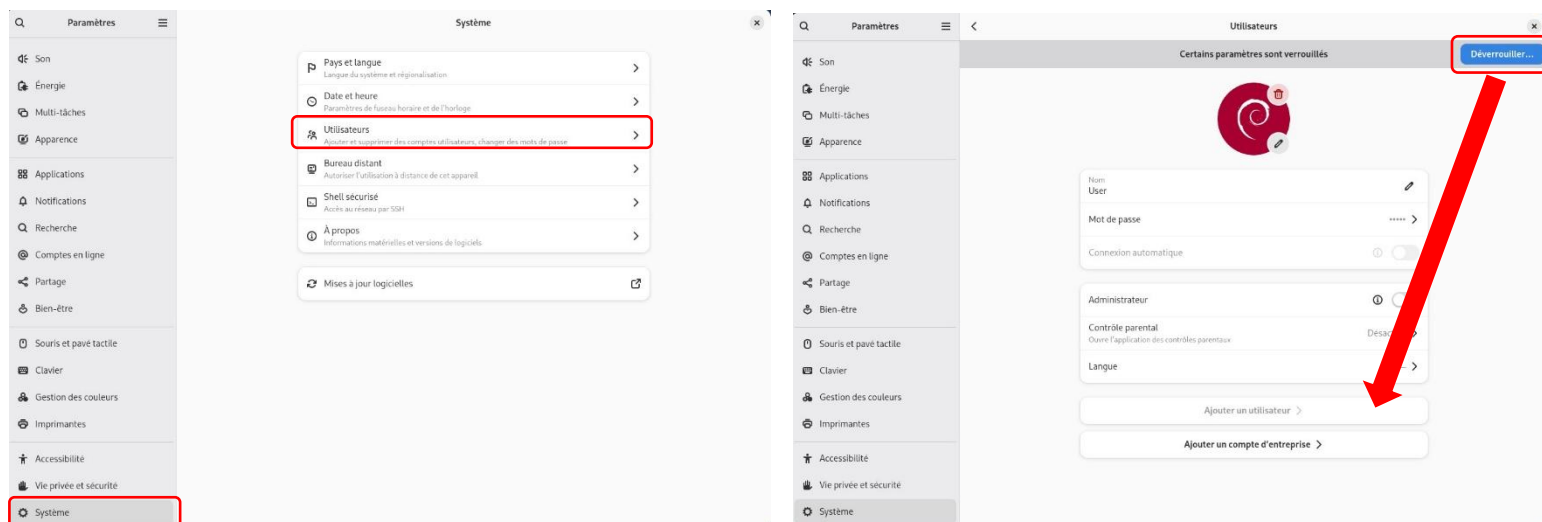 Paramètres
Système
Son
Énergie
Multi-tâches
Apparence
Applications
Notifications
Recherche
Comptes en ligne
Partage
Bien-être
Souris et pavé tactile
Clavier
Gestion des couleurs
Imprimantes
Accessibilité
Vie privée et sécurité
Système
Pays et langue
Langue du système et régionalisation
Date et heure
Paramètres de fuseau horaire et de l'horloge
Utilisateurs
Ajouter et supprimer des comptes utilisateurs, changer des mots de passe
Bureau distant
Autoriser l'utilisation à distance de cet appareil
Shell sécurisé
Accès au réseau par SSH
À propos
Informations matérielles et versions de logiciels
Mises à jour logicielles
Paramètres
Utilisateurs
Certains paramètres sont verrouillés
Déverrouiller...
Son
Énergie
Multi-tâches
Apparence
Applications
Notifications
Recherche
Comptes en ligne
Partage
Bien-être
Souris et pavé tactile
Clavier
Gestion des couleurs
Imprimantes
Accessibilité
Vie privée et sécurité
Système
Nom
User
Mot de passe
Connexion automatique
Administrateur
Contrôle parental
Ouvre l'application des contrôles parentaux
Langue
Ajouter un utilisateur
Ajouter un compte d'entreprise